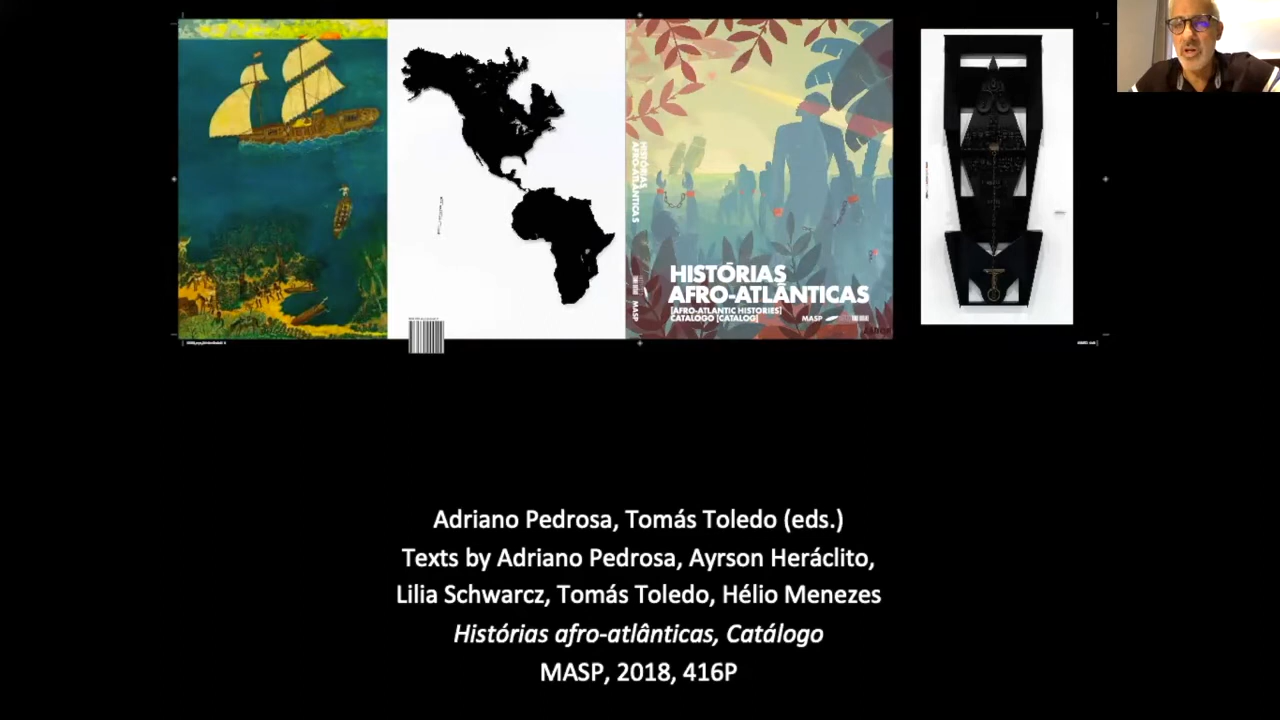 HISTÓRIAS
AFRO-ATLÂNTICAS
HISTÓRIAS
AFRO-ATLÂNTICAS
[AFRO-ATLANTIC HISTORIES]
CATÁLOGO [CATALOG]
MASP
MASP
Adriano Pedrosa, Tomás Toledo (eds.)
Texts by Adriano Pedrosa, Ayrson Heráclito,
Lilia Schwarcz, Tomás Toledo, Hélio Menezes
Histórias afro-atlânticas, Catálogo
MASP, 2018, 416P